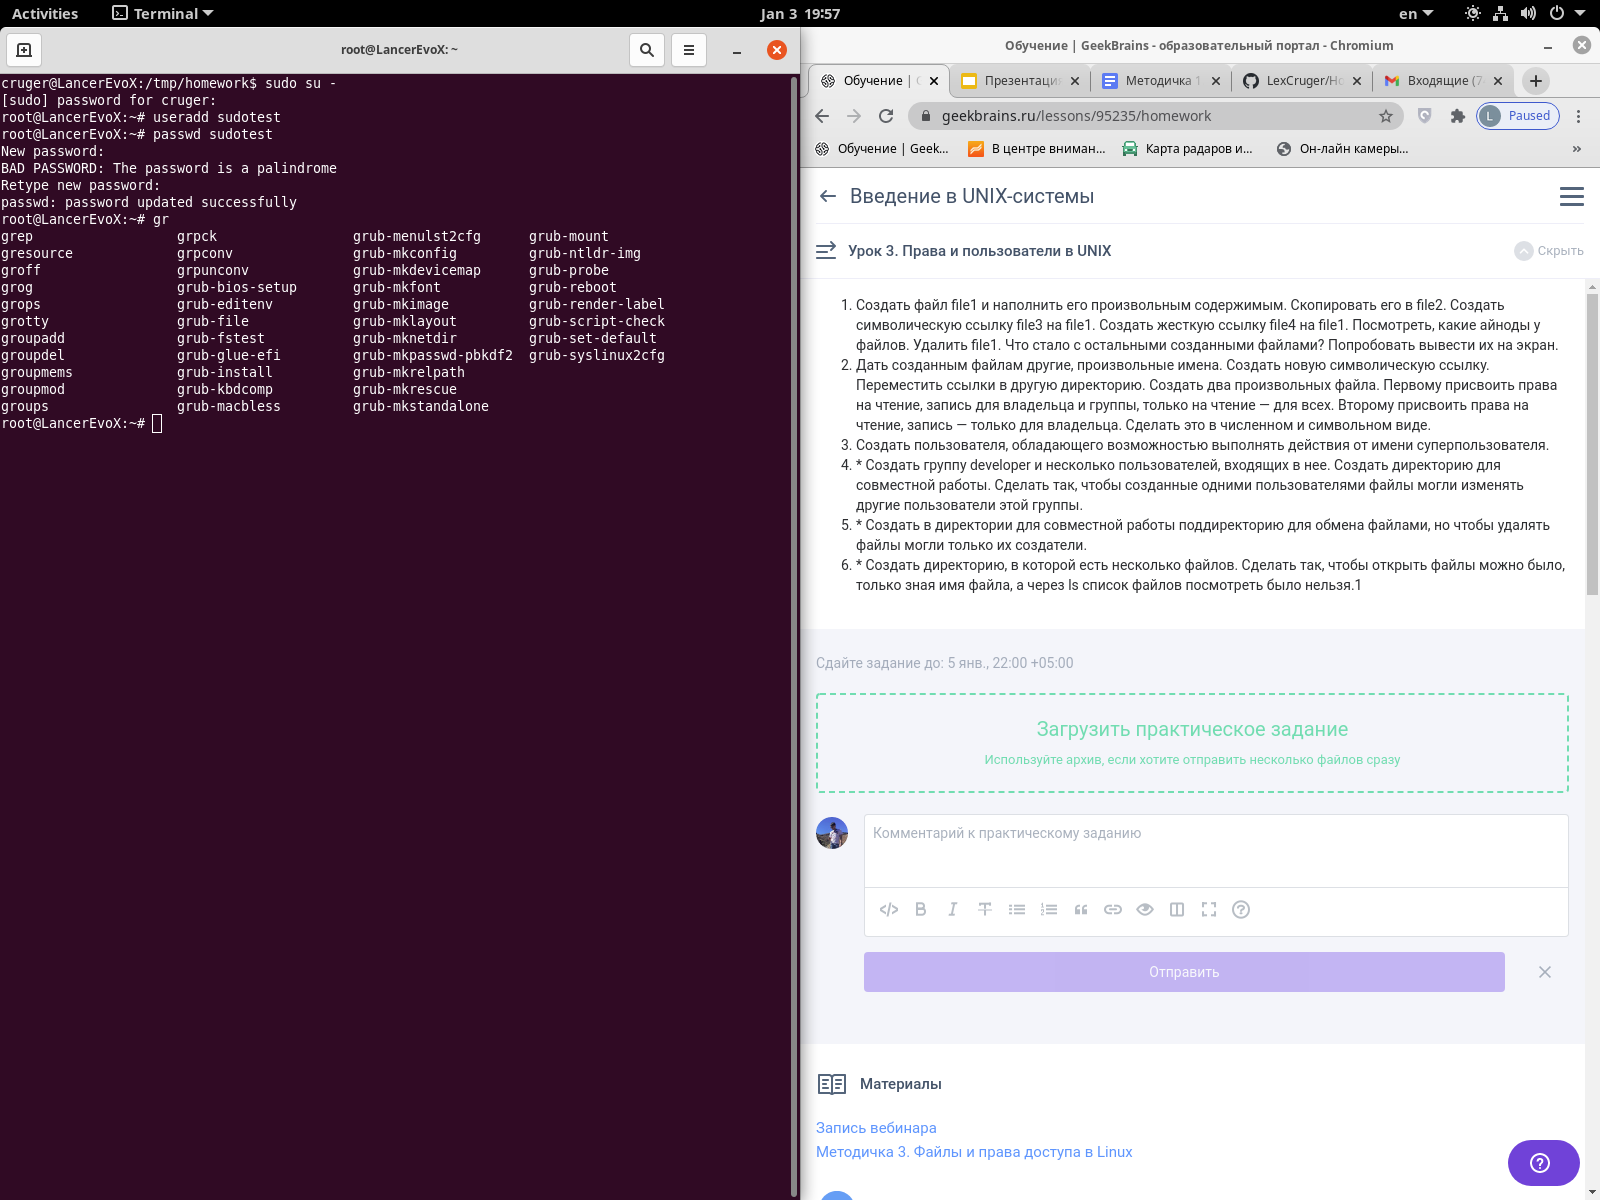 Activities
Terminal
Jan 3 19:57
en
root@LancerEvoX: ~
cruger@LancerEvoX:/tmp/homework$ sudo su -
[sudo] password for cruger:
root@LancerEvoX:~# useradd sudotest
root@LancerEvoX:~# passwd sudotest
New password:
BAD PASSWORD: The password is a palindrome
Retype new password:
passwd: password updated successfully
root@LancerEvoX:~# gr
grep grpck grub-menulst2cfg grub-mount
gresource grpconv grub-mkconfig grub-ntldr-img
groff grpunconv grub-mkdevicemap grub-probe
grog grub-bios-setup grub-mkfont grub-reboot
grops grub-editenv grub-mkimage grub-render-label
grotty grub-file grub-mklayout grub-script-check
groupadd grub-fstest grub-mknetdir grub-set-default
groupdel grub-glue-efi grub-mkpasswd-pbkdf2 grub-syslinux2cfg
groupmems grub-install grub-mkrelpath
groupmod grub-kbdcomp grub-mkrescue
groups grub-macbless grub-mkstandalone
root@LancerEvoX:~#
Обучение | GeekBrains - образовательный портал - Chromium
Обучение | Презентаци Методичка 1 LexCruger/Ho Входящие (7
geekbrains.ru/lessons/95235/homework
L Paused
Обучение | Geek... В центре вниман... Карта радаров и... Он-лайн камеры... »
Введение в UNIX-системы
Урок 3. Права и пользователи в UNIX
Скрыть
1. Создать файл file1 и наполнить его произвольным содержимым. Скопировать его в file2. Создать
символическую ссылку file3 на file1. Создать жесткую ссылку file4 на file1. Посмотреть, какие айноды у
файлов. Удалить file1. Что стало с остальными созданными файлами? Попробовать вывести их на экран.
2. Дать созданным файлам другие, произвольные имена. Создать новую символическую ссылку.
Переместить ссылки в другую директорию. Создать два произвольных файла. Первому присвоить права
на чтение, запись для владельца и группы, только на чтение — для всех. Второму присвоить права на
чтение, запись — только для владельца. Сделать это в численном и символьном виде.
3. Создать пользователя, обладающего возможностью выполнять действия от имени суперпользователя.
4. * Создать группу developer и несколько пользователей, входящих в нее. Создать директорию для
совместной работы. Сделать так, чтобы созданные одними пользователями файлы могли изменять
другие пользователи этой группы.
5. * Создать в директории для совместной работы поддиректорию для обмена файлами, но чтобы удалять
файлы могли только их создатели.
6. * Создать директорию, в которой есть несколько файлов. Сделать так, чтобы открыть файлы можно было,
только зная имя файла, а через ls список файлов посмотреть было нельзя.1
Сдайте задание до: 5 янв., 22:00 +05:00
Загрузить практическое задание
Используйте архив, если хотите отправить несколько файлов сразу
Комментарий к практическому заданию
Отправить
Материалы
Запись вебинара
Методичка 3. Файлы и права доступа в Linux